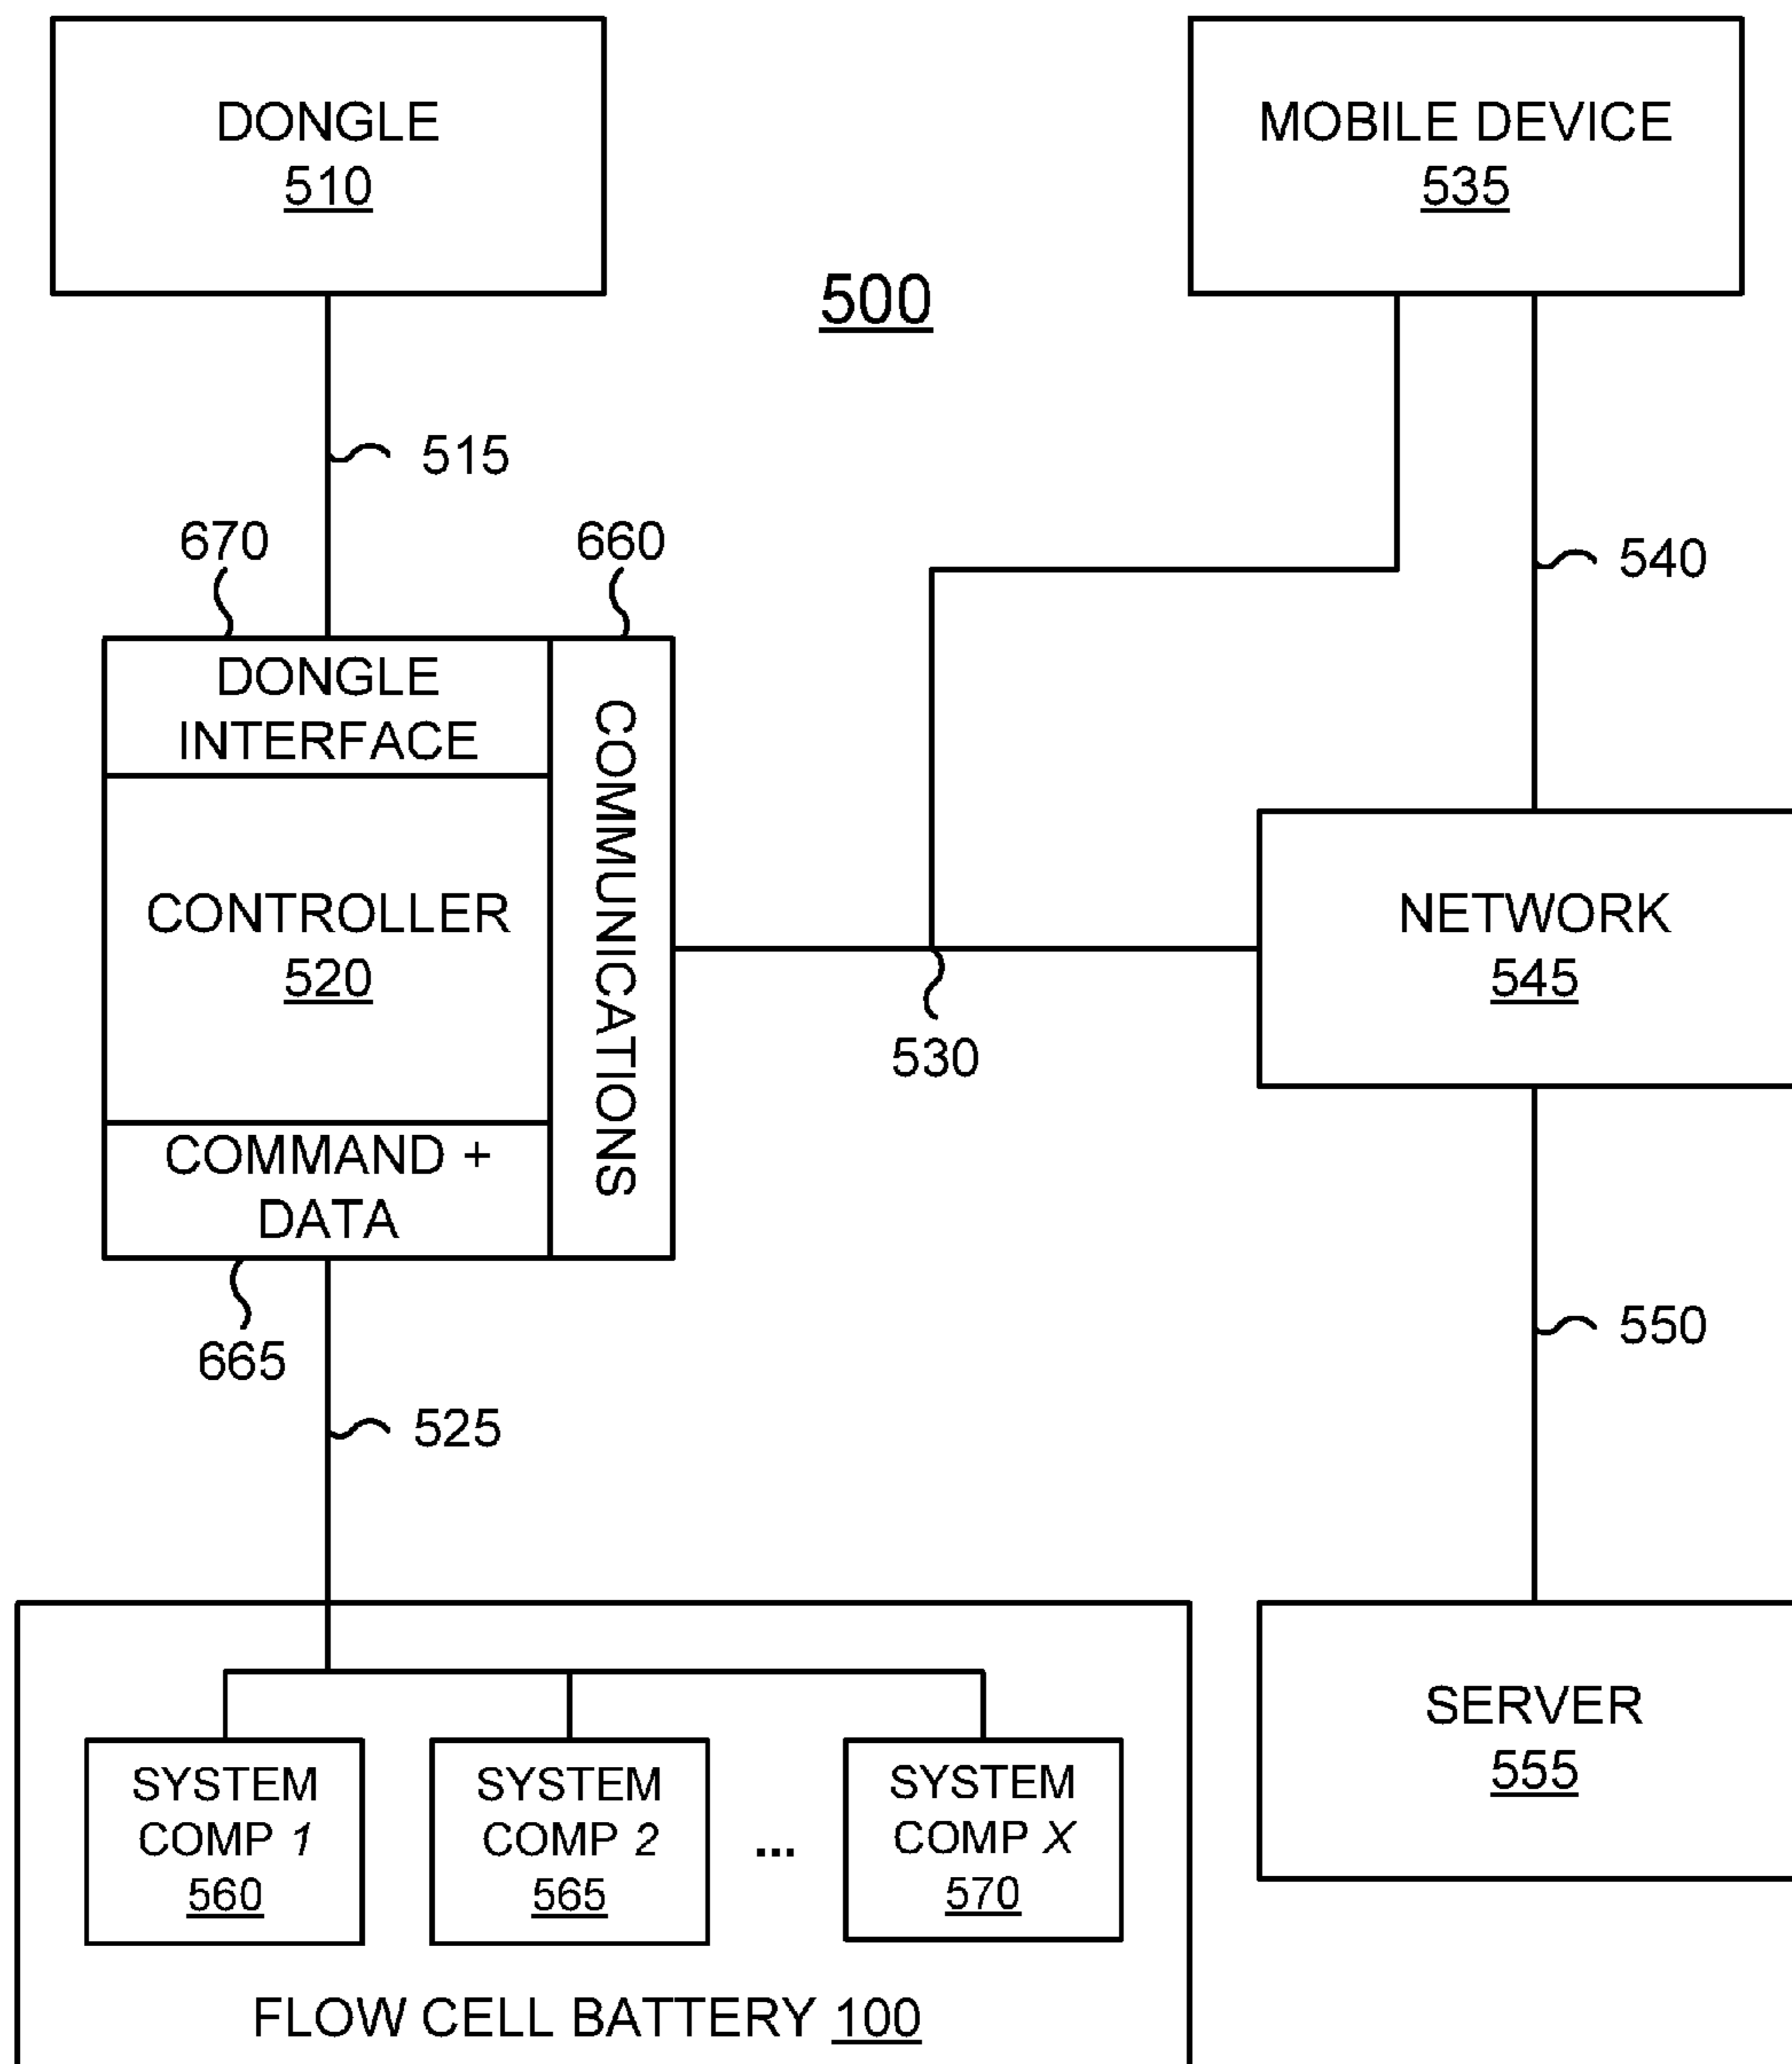 DONGLE
510
MOBILE DEVICE
535
500
515
670
660
540
DONGLE
INTERFACE
COMMUNICATIONS
CONTROLLER
520
NETWORK
545
530
COMMAND +
DATA
665
525
550
SYSTEM
COMP 1
560
SYSTEM
COMP 2
565
...
SYSTEM
COMP X
570
SERVER
555
FLOW CELL BATTERY 100